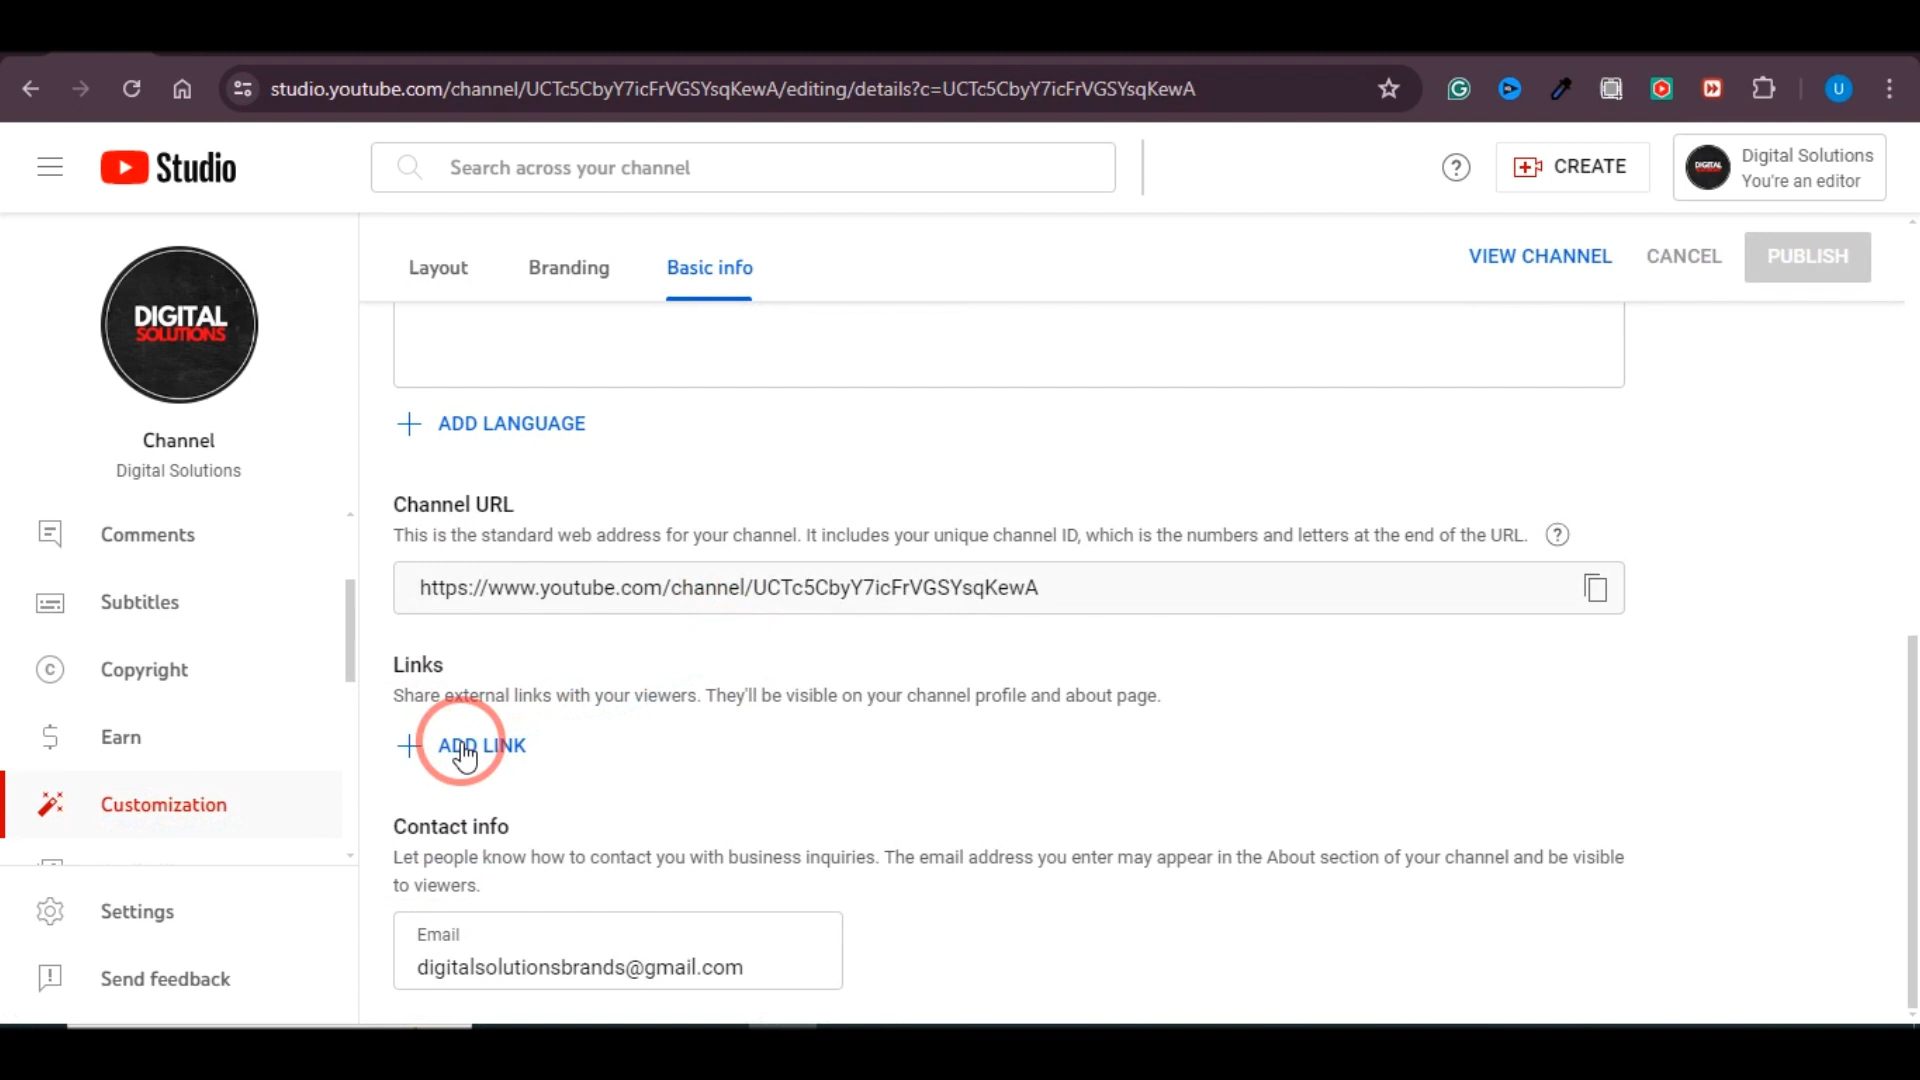 studio.youtube.com/channel/UCTc5CbyY7icFrVGSYsqKewA/editing/details?c=UCTc5CbyY7icFrVGSYsqKewA
U
Studio
Search across your channel
CREATE
DIGITAL
Digital Solutions
You're an editor
Layout
Branding
Basic info
VIEW CHANNEL
CANCEL
PUBLISH
DIGITAL
SOLUTIONS
Channel
Digital Solutions
Comments
Subtitles
Copyright
Earn
Customization
Settings
Send feedback
ADD LANGUAGE
Channel URL
This is the standard web address for your channel. It includes your unique channel ID, which is the numbers and letters at the end of the URL.
https://www.youtube.com/channel/UCTc5CbyY7icFrVGSYsqKewA
Links
Share external links with your viewers. They'll be visible on your channel profile and about page.
ADD LINK
Contact info
Let people know how to contact you with business inquiries. The email address you enter may appear in the About section of your channel and be visible
to viewers.
Email
digitalsolutionsbrands@gmail.com